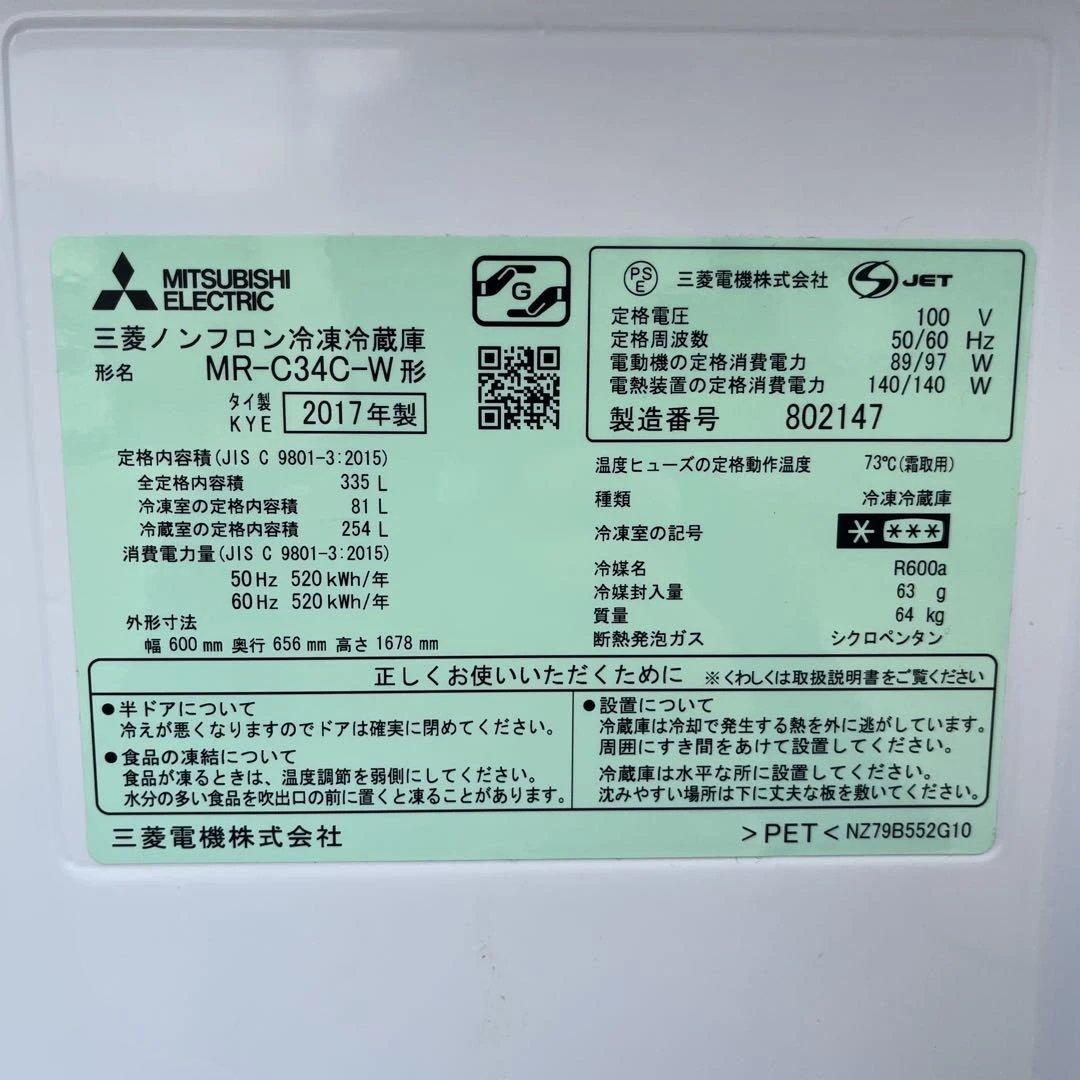 MITSUBISHI
ELECTRIC
三菱ノンフロン冷凍冷蔵庫
形名 MR-C34C-W形
タイ製
KYE 2017年製
定格内容積(JIS C 9801-3:2015)
全定格内容積 335 L
冷凍室の定格内容積 81 L
冷蔵室の定格内容積 254 L
消費電力量(JIS C 9801-3:2015)
50Hz 520kWh/年
60Hz 520kWh/年
外形寸法
幅 600mm 奥行 656mm 高さ 1678mm
G
PS
E 三菱電機株式会社 S JET
定格電圧 100 V
定格周波数 50/60 Hz
電動機の定格消費電力 89/97 W
電熱装置の定格消費電力 140/140 W
製造番号 802147
温度ヒューズの定格動作温度 73℃(霜取用)
種類 冷凍冷蔵庫
冷凍室の記号 * ***
冷媒名 R600a
冷媒封入量 63 g
質量 64 kg
断熱発泡ガス シクロペンタン
正しくお使いいただくために ※くわしくは取扱説明書をご覧ください
●半ドアについて
冷えが悪くなりますのでドアは確実に閉めてください。
●食品の凍結について
食品が凍るときは、温度調節を弱側にしてください。
水分の多い食品を吹出口の前に置くと凍ることがあります。
●設置について
冷蔵庫は冷却で発生する熱を外に逃がしています。
周囲にすき間をあけて設置してください。
冷蔵庫は水平な所に設置してください。
沈みやすい場所は下に丈夫な板を敷いてください。
三菱電機株式会社
>PET< NZ79B552G10